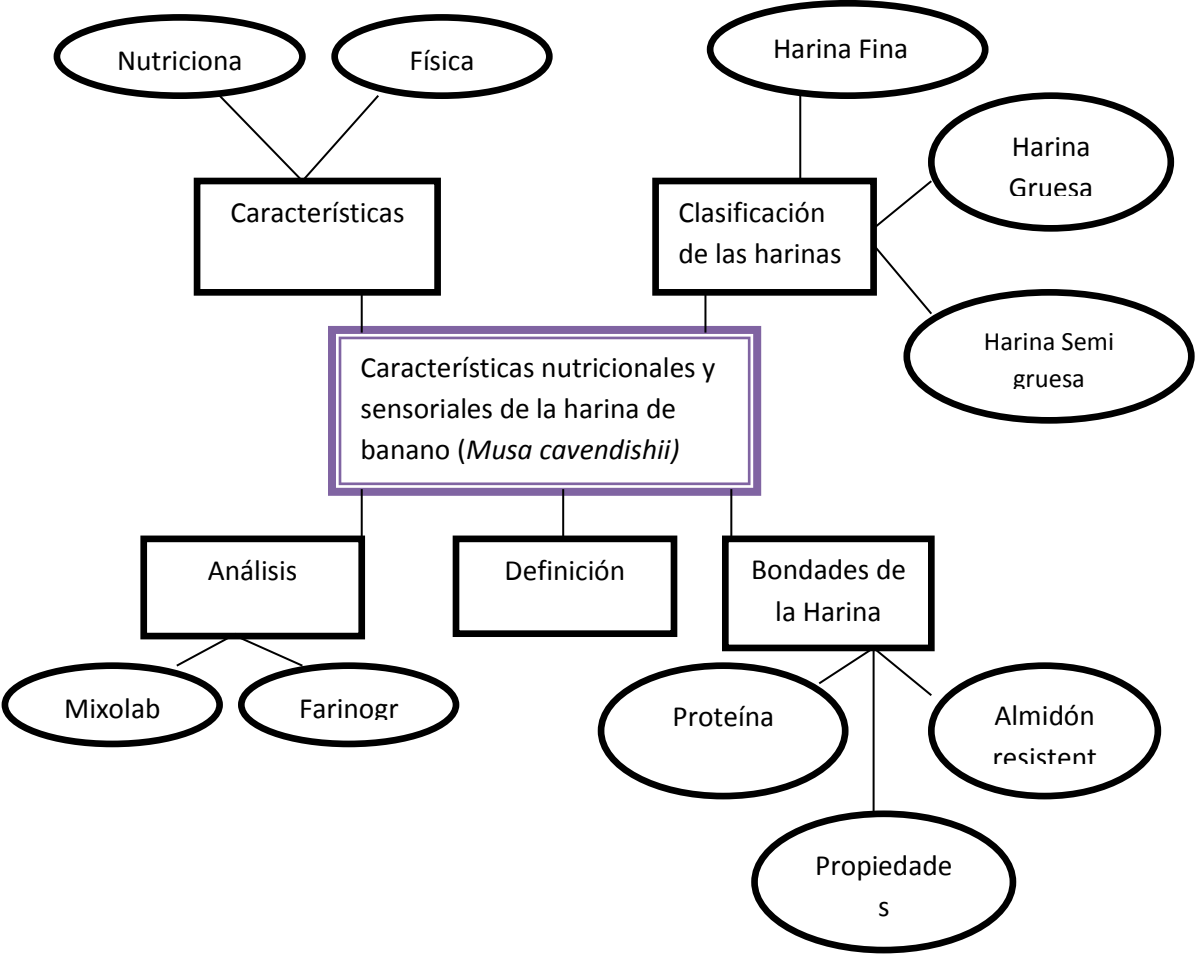 Nutriciona
Física
Harina Fina
Harina
Gruesa
Características
Clasificación
de las harinas
Harina Semi
gruesa
Características nutricionales y
sensoriales de la harina de
banano (Musa cavendishii)
Análisis
Definición
Bondades de
la Harina
Mixolab
Farinogr
Proteína
Almidón
resistent
Propiedade
s